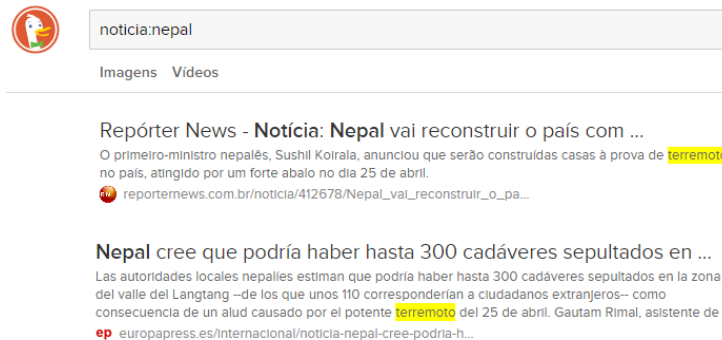 noticia:nepal
Imagens Vídeos
Repórter News - Notícia: Nepal vai reconstruir o país com ...
O primeiro-ministro nepalês, Sushil Koirala, anunciou que serão construídas casas à prova de terremoto
no país, atingido por um forte abalo no dia 25 de abril.
reporternews.com.br/noticia/412678/Nepal_vai_reconstruir_o_pa...
Nepal cree que podría haber hasta 300 cadáveres sepultados en ...
Las autoridades locales nepalíes estiman que podría haber hasta 300 cadáveres sepultados en la zona
del valle del Langtang --de los que unos 110 corresponderían a ciudadanos extranjeros-- como
consecuencia de un alud causado por el potente terremoto del 25 de abril. Gautam Rimal, asistente de
ep europapress.es/internacional/noticia-nepal-cree-podria-h...